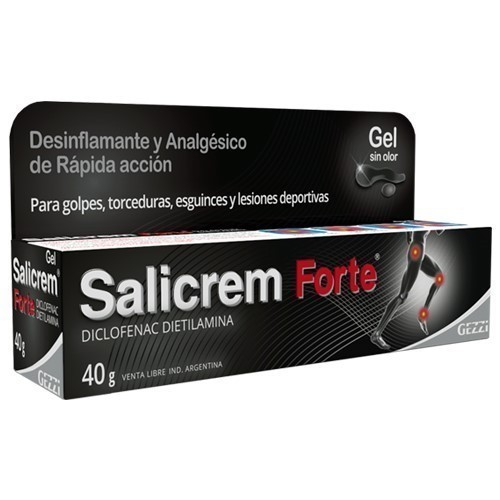 Desinflamante y Analgésico
de Rápida acción
Gel
sin olor
Para golpes, torceduras, esguinces y lesiones deportivas
Gel
Salicrem®
Forte
DICLOFENAC
DIETILAMINA
40 g
Salicrem Forte®
DICLOFENAC DIETILAMINA
40 g VENTA LIBRE IND. ARGENTINA
GEZZI